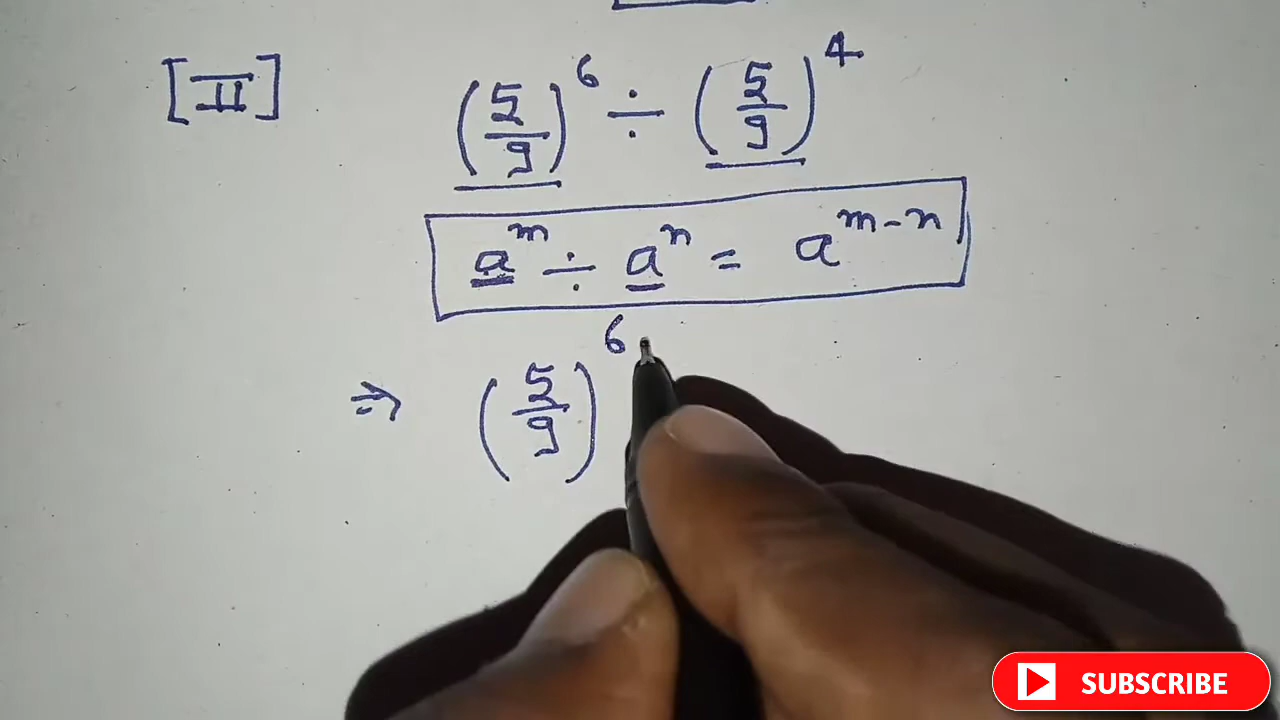 [II] (5/9)^6 ÷ (5/9)^4
a^m ÷ a^n = a^(m-n)
⇒ (5/9)^6
SUBSCRIBE